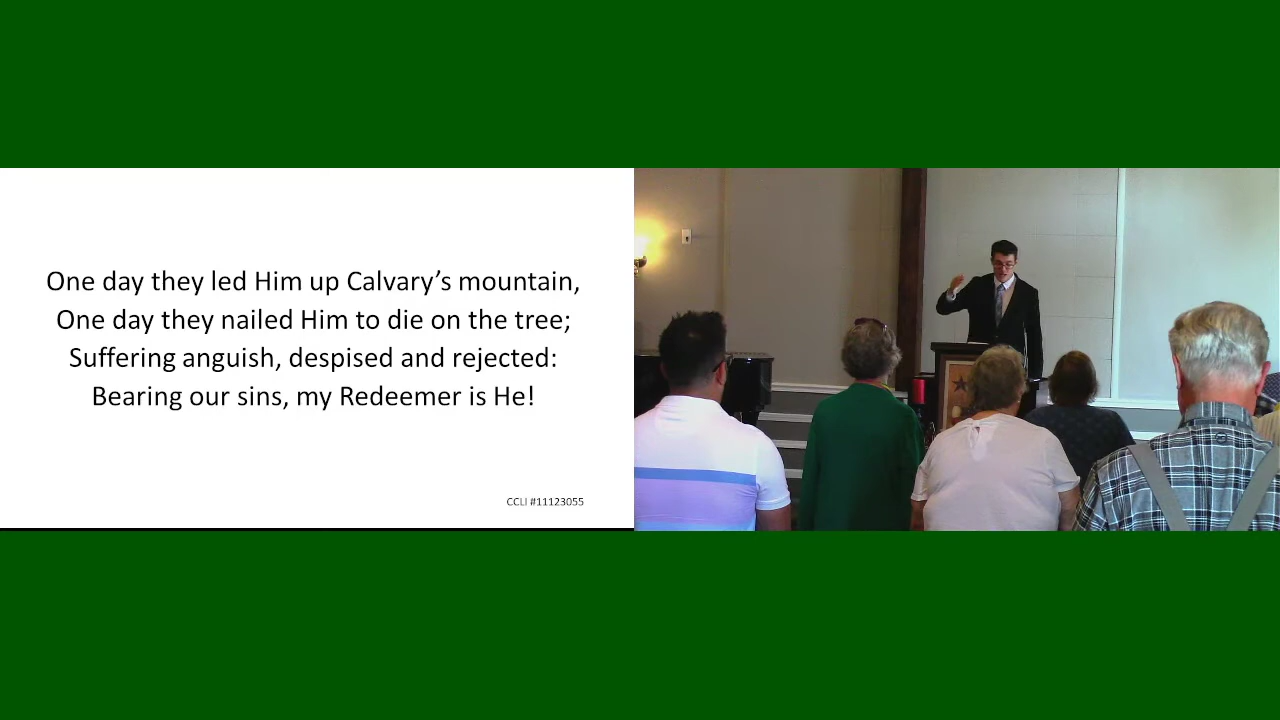 One day they led Him up Calvary’s mountain,
One day they nailed Him to die on the tree;
Suffering anguish, despised and rejected:
Bearing our sins, my Redeemer is He!
CCLI #11123055